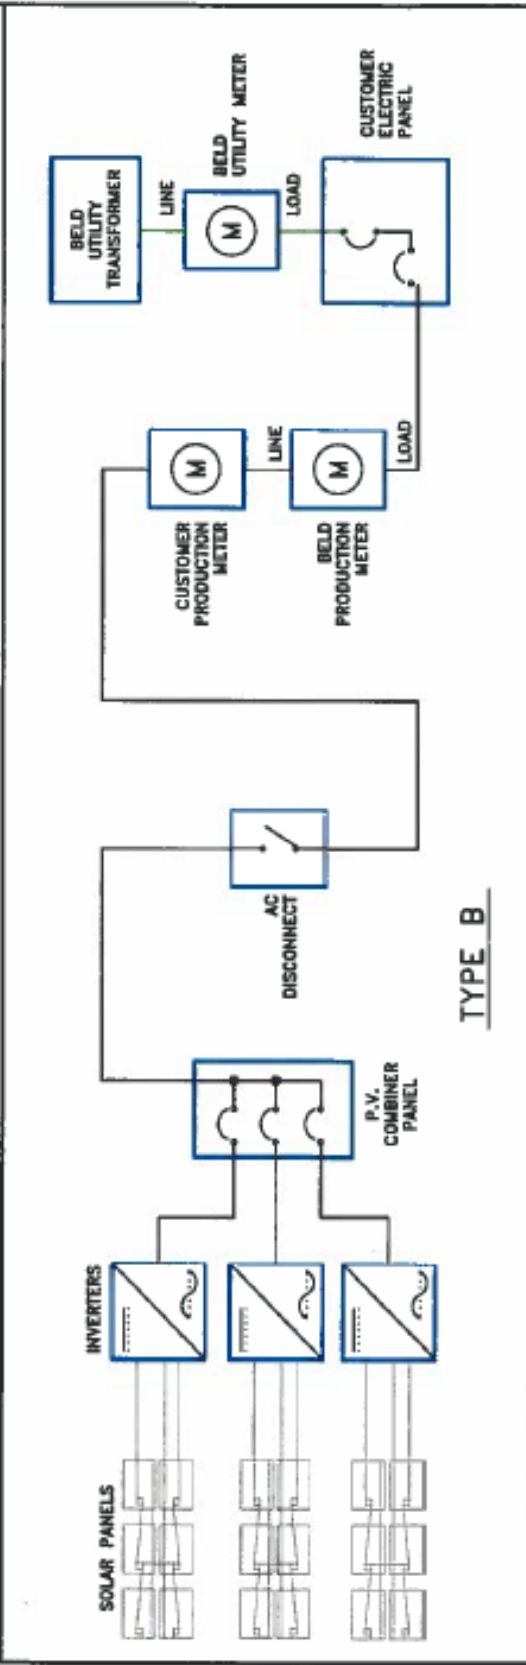 SOLAR PANELS
INVERTERS
P.V.
COMBINER
PANEL
AC
DISCONNECT
TYPE B
CUSTOMER
PRODUCTION
METER
M
LINE
BELD
PRODUCTION
METER
M
LOAD
BELD
UTILITY
TRANSFORMER
LINE
BELD
UTILITY METER
M
LOAD
CUSTOMER
ELECTRIC
PANEL